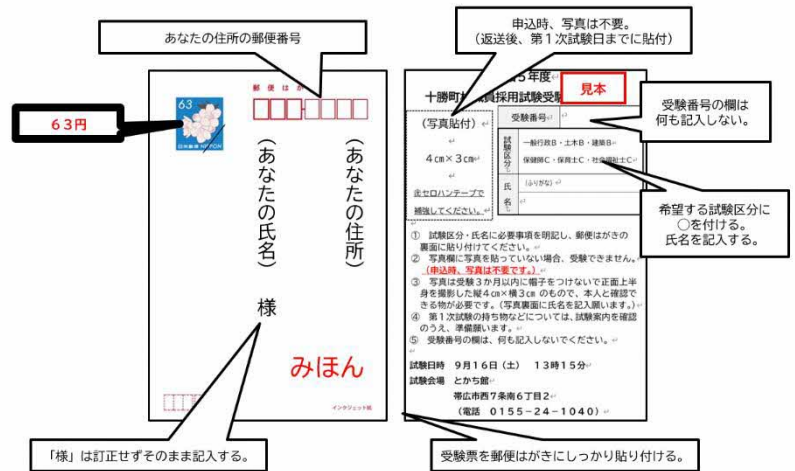 あなたの住所の郵便番号
申込時、写真は不要。
(返送後、第1次試験日までに貼付)
63円
63
日本郵便 NIPPON
郵便はが
(あなたの住所)
(あなたの氏名) 様
みほん
インクジェット紙
「様」は訂正せずそのまま記入する。
5年度
見本
十勝町
員採用試験受験
(写真貼付)
4㎝×3㎝
セロハンテープで
補強してください。
受験番号
試験区分
一般行政B・土木B・建築B
保健師C・保育士C・社会福祉士C
氏名
(ふりがな)
受験番号の欄は
何も記入しない。
希望する試験区分に
○を付ける。
氏名を記入する。
① 試験区分・氏名に必要事項を明記し、郵便はがきの
裏面に貼り付けてください。
② 写真欄に写真を貼っていない場合、受験できません。
(申込時、写真は不要です。)
③ 写真は受験3か月以内に帽子をつけないで正面上半
身を撮影した縦4㎝×横3㎝のもので、本人と確認で
きる物が必要です。(写真裏面に氏名を記入願います。)
④ 第1次試験の持ち物などについては、試験案内を確認
のうえ、準備願います。
⑤ 受験番号の欄は、何も記入しないでください。
試験日時 9月16日(土) 13時15分
試験会場 とかち館
帯広市西7条南6丁目2
(電話 0155-24-1040)
受験票を郵便はがきにしっかり貼り付ける。